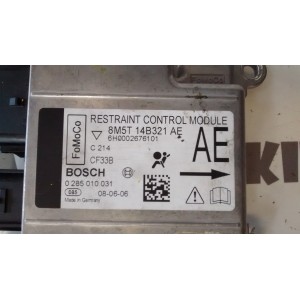 FoMoCo
RESTRAINT CONTROL MODULE
8M5T 14B321 AE
6H0002676101
C 214
AE
CF33B
BOSCH
0 285 010 031
08-06-06
Made in Germany